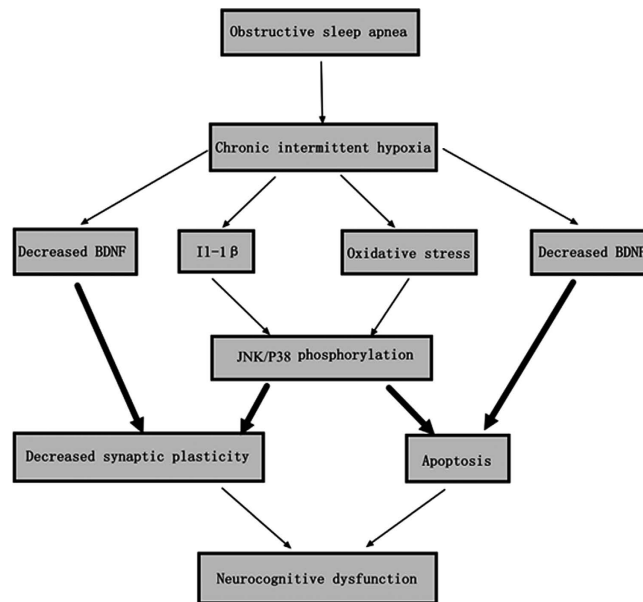 Obstructive sleep apnea
Chronic intermittent hypoxia
Decreased BDNF
Il-1β
Oxidative stress
Decreased BDNF
JNK/P38 phosphorylation
Decreased synaptic plasticity
Apoptosis
Neurocognitive dysfunction